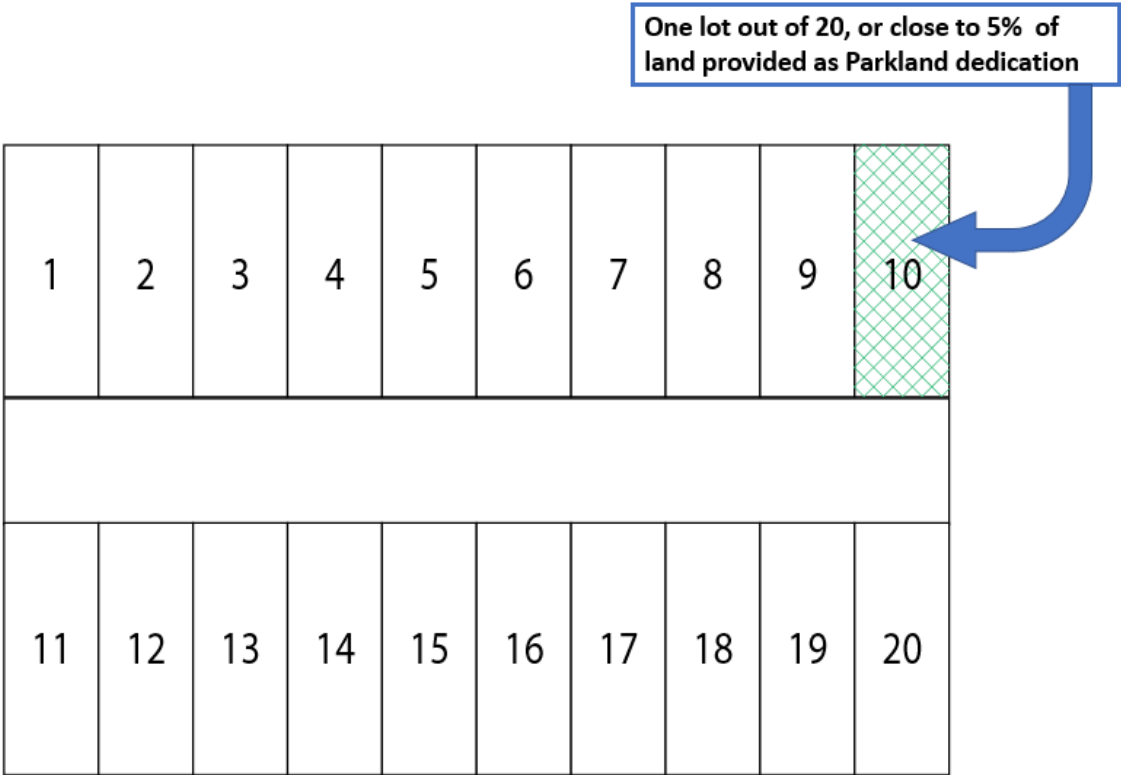 One lot out of 20, or close to 5% of
land provided as Parkland dedication
1 2 3 4 5 6 7 8 9 10
11 12 13 14 15 16 17 18 19 20